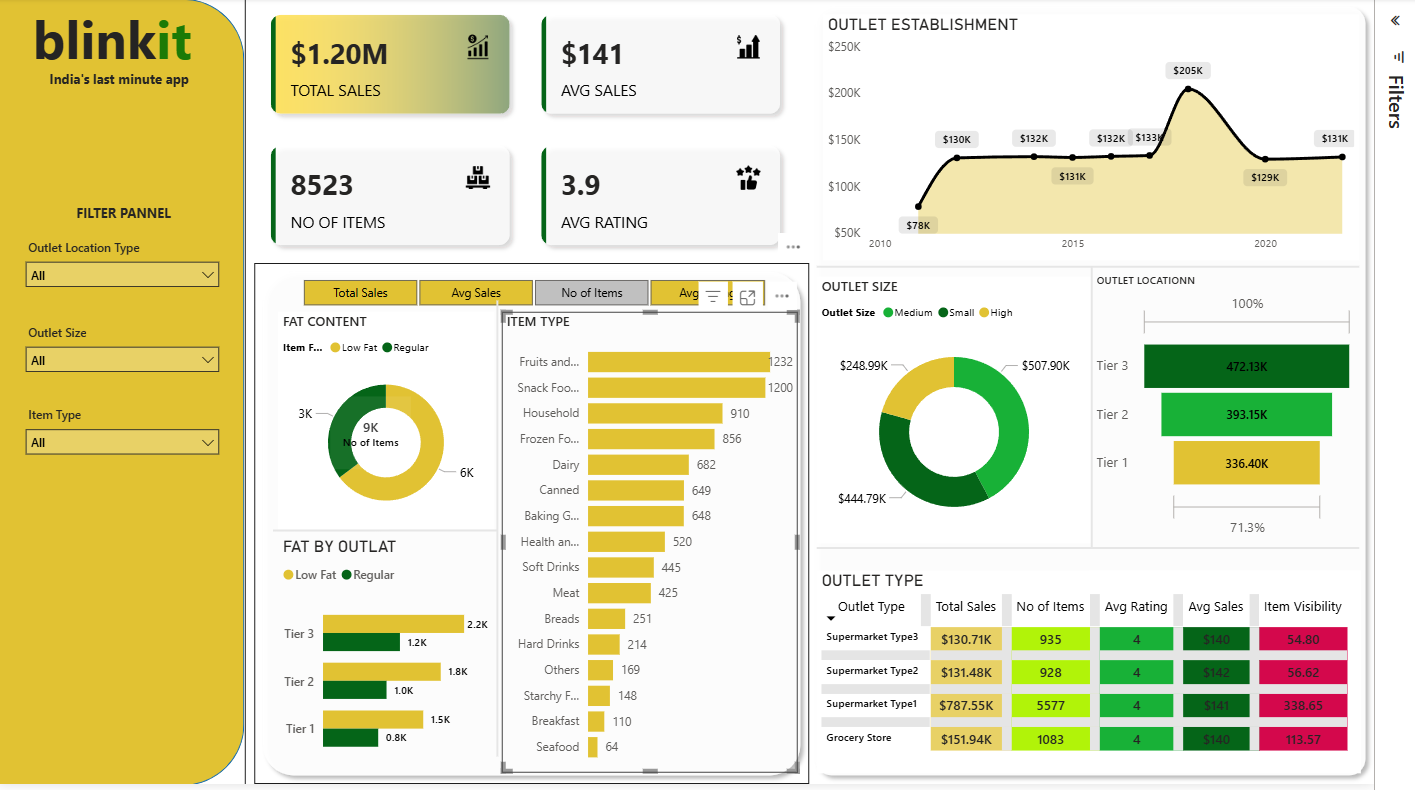 blinkit
India's last minute app
FILTER PANNEL
Outlet Location Type
All
Outlet Size
All
Item Type
All
$1.20M
TOTAL SALES
$141
AVG SALES
8523
NO OF ITEMS
3.9
AVG RATING
Total Sales
Avg Sales
No of Items
Avg
FAT CONTENT
Item F...
Low Fat
Regular
3K
9K
No of Items
6K
FAT BY OUTLAT
Low Fat
Regular
Tier 3
2.2K
1.2K
Tier 2
1.8K
1.0K
Tier 1
1.5K
0.8K
ITEM TYPE
Fruits and... 1232
Snack Foo... 1200
Household 910
Frozen Fo... 856
Dairy 682
Canned 649
Baking G... 648
Health an... 520
Soft Drinks 445
Meat 425
Breads 251
Hard Drinks 214
Others 169
Starchy F... 148
Breakfast 110
Seafood 64
OUTLET ESTABLISHMENT
$250K
$200K
$150K
$100K
$50K
$78K
$130K
$132K
$131K
$132K
$133K
$205K
$129K
$131K
2010
2015
2020
OUTLET SIZE
Outlet Size
Medium
Small
High
$248.99K
$507.90K
$444.79K
OUTLET LOCATIONN
100%
Tier 3 472.13K
Tier 2 393.15K
Tier 1 336.40K
71.3%
OUTLET TYPE
Outlet Type Total Sales No of Items Avg Rating Avg Sales Item Visibility
Supermarket Type3 $130.71K 935 4 $140 54.80
Supermarket Type2 $131.48K 928 4 $142 56.62
Supermarket Type1 $787.55K 5577 4 $141 338.65
Grocery Store $151.94K 1083 4 $140 113.57
Filters